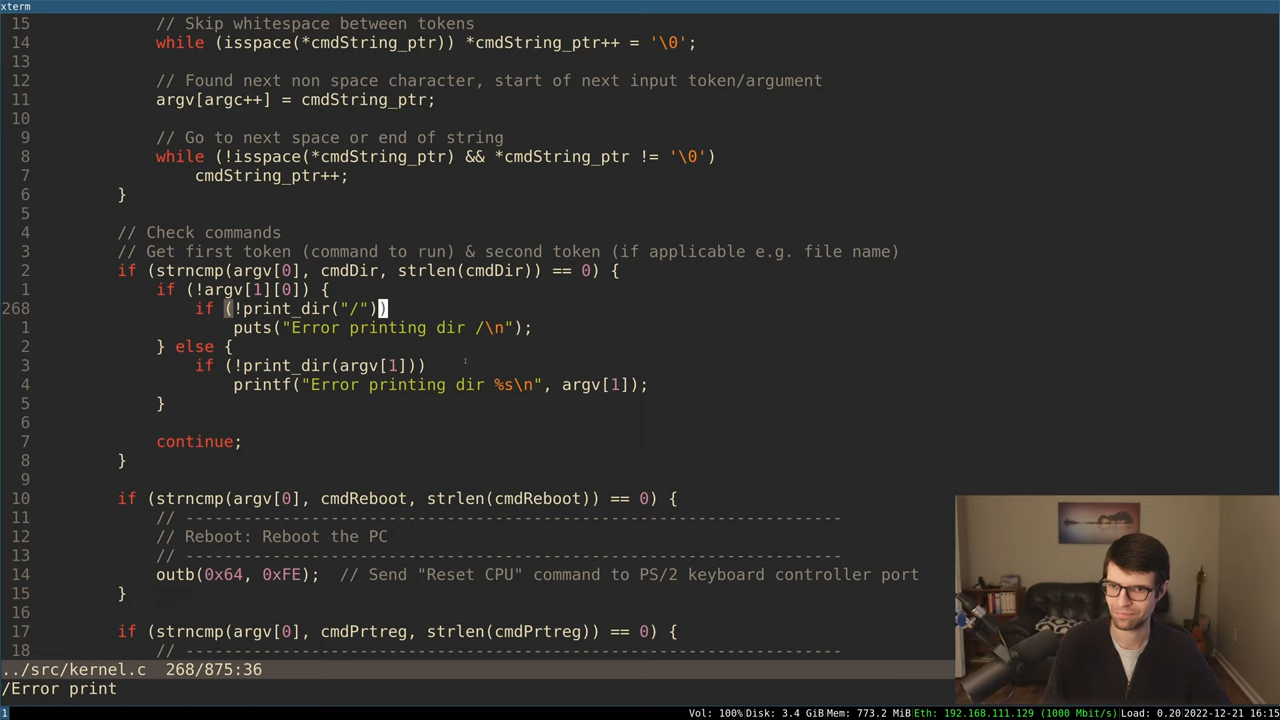 xterm
15 // Skip whitespace between tokens
14 while (isspace(*cmdString_ptr)) *cmdString_ptr++ = '\0';
13
12 // Found next non space character, start of next input token/argument
11 argv[argc++] = cmdString_ptr;
10
9 // Go to next space or end of string
8 while (!isspace(*cmdString_ptr) && *cmdString_ptr != '\0')
7 cmdString_ptr++;
6 }
5
4 // Check commands
3 // Get first token (command to run) & second token (if applicable e.g. file name)
2 if (strncmp(argv[0], cmdDir, strlen(cmdDir)) == 0) {
1 if (!argv[1][0]) {
268 if (!print_dir("/"))
1 puts("Error printing dir /\n");
2 } else {
3 if (!print_dir(argv[1]))
4 printf("Error printing dir %s\n", argv[1]);
5 }
6
7 continue;
8 }
9
10 if (strncmp(argv[0], cmdReboot, strlen(cmdReboot)) == 0) {
11 // --------------------------------------------------------------------
12 // Reboot: Reboot the PC
13 // --------------------------------------------------------------------
14 outb(0x64, 0xFE); // Send "Reset CPU" command to PS/2 keyboard controller port
15 }
16
17 if (strncmp(argv[0], cmdPrtreg, strlen(cmdPrtreg)) == 0) {
18 // --------------------------------------------------------------------
../src/kernel.c 268/875:36
/Error print
1 Vol: 100% Disk: 3.4 GiB Mem: 773.2 MiB Eth: 192.168.111.129 (1000 Mbit/s) Load: 0.20 2022-12-21 16:15